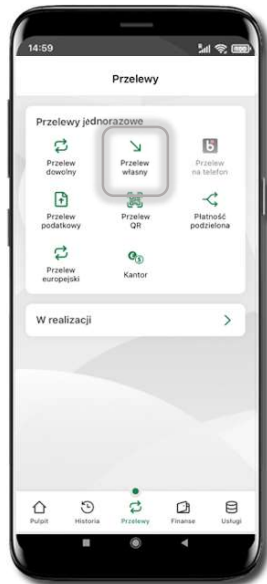 14:59
Przelewy
Przelewy jednorazowe
Przelew
dowolny
Przelew
własny
Przelew
na telefon
Przelew
podatkowy
Przelew
QR
Płatność
podzielona
Przelew
europejski
Kantor
W realizacji
Pulpit
Historia
Przelewy
Finanse
Usługi